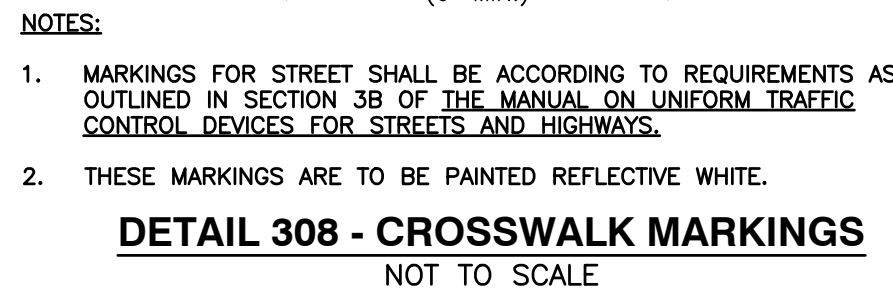 NOTES:
1. MARKINGS FOR STREET SHALL BE ACCORDING TO REQUIREMENTS AS
OUTLINED IN SECTION 3B OF THE MANUAL ON UNIFORM TRAFFIC
CONTROL DEVICES FOR STREETS AND HIGHWAYS.
2. THESE MARKINGS ARE TO BE PAINTED REFLECTIVE WHITE.
DETAIL 308 - CROSSWALK MARKINGS
NOT TO SCALE